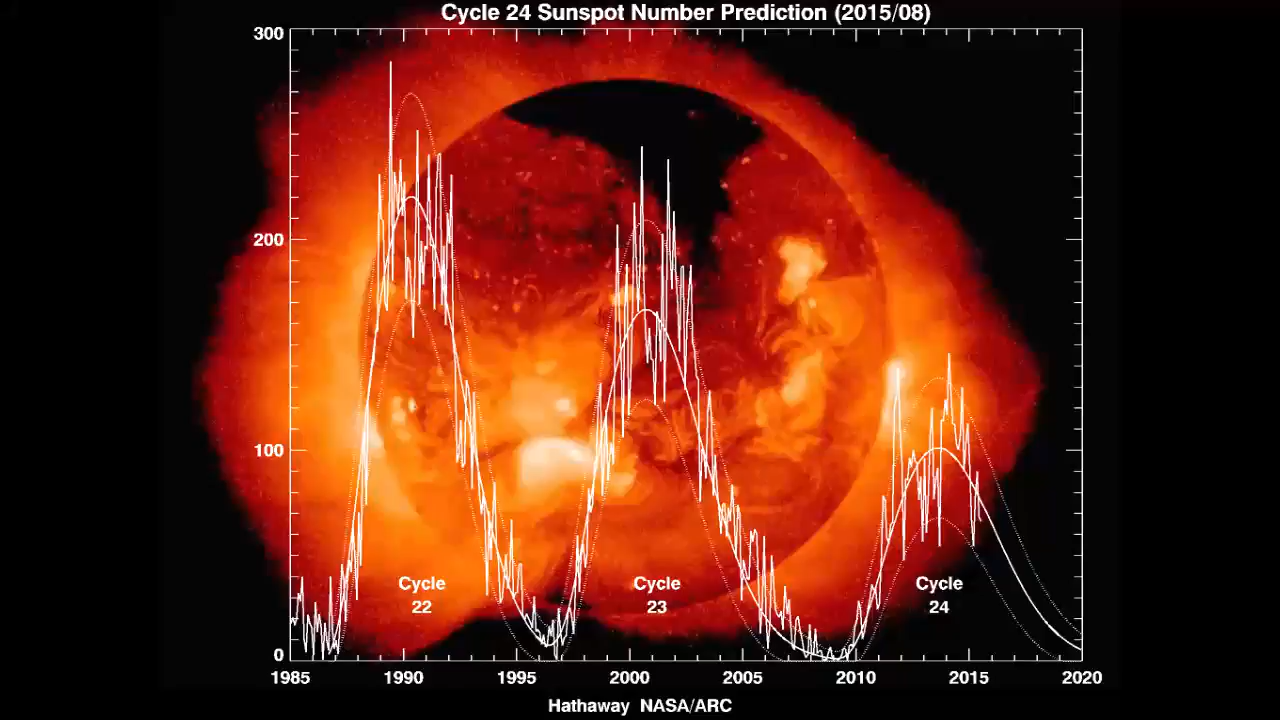 Cycle 24 Sunspot Number Prediction (2015/08)
300
200
100
0
Cycle
22
Cycle
23
Cycle
24
1985 1990 1995 2000 2005 2010 2015 2020
Hathaway NASA/ARC